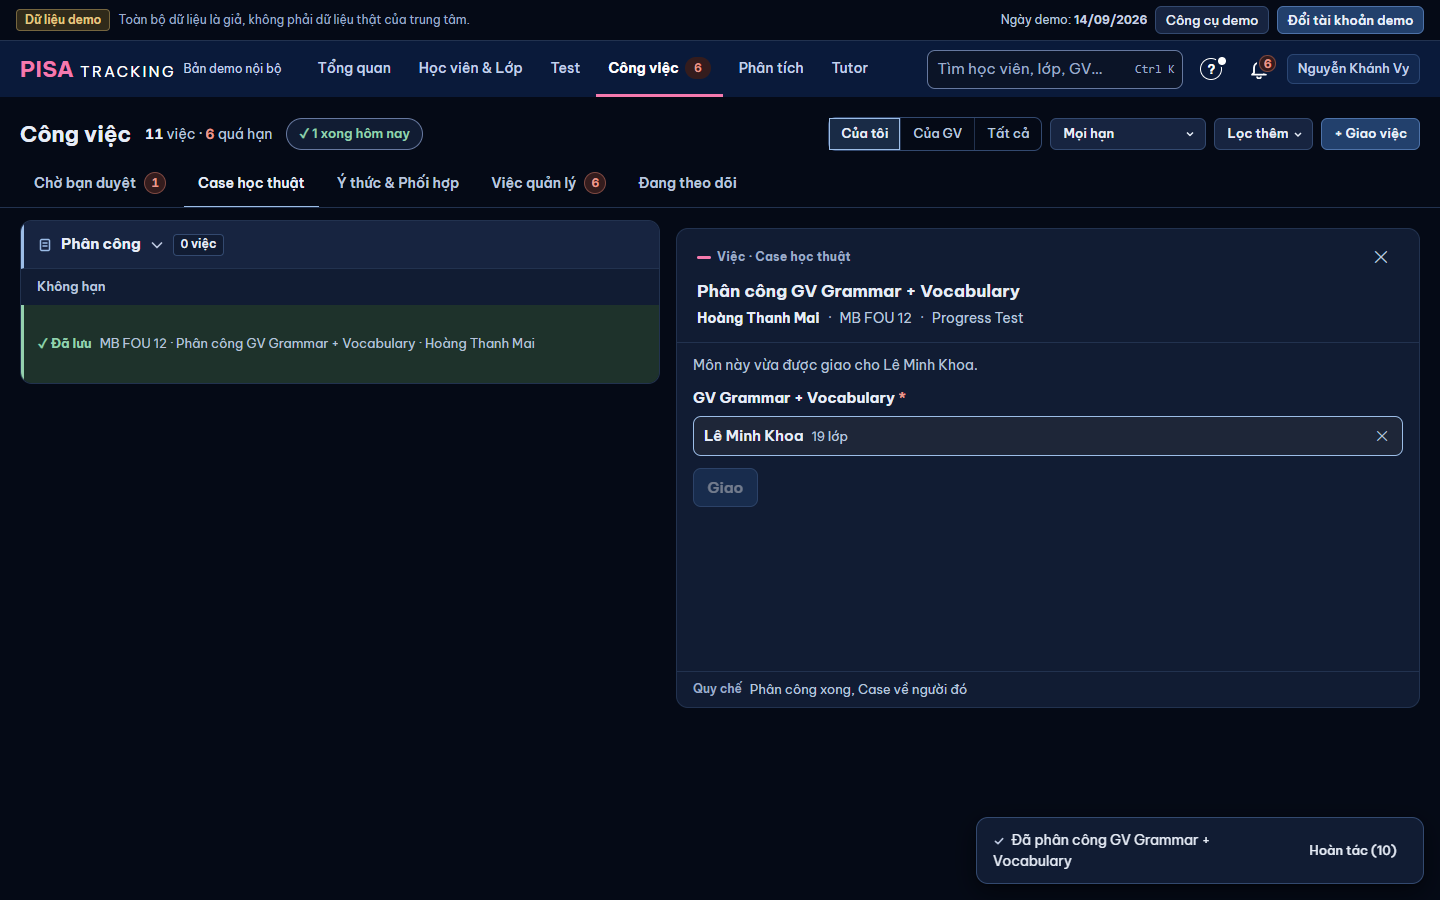 Dữ liệu demo Toàn bộ dữ liệu là giả, không phải dữ liệu thật của trung tâm.
Ngày demo: 14/09/2026 Công cụ demo Đổi tài khoản demo
PISA TRACKING Bản demo nội bộ Tổng quan Học viên & Lớp Test Công việc 6 Phân tích Tutor Tìm học viên, lớp, GV... Ctrl K ? 6 Nguyễn Khánh Vy
Công việc 11 việc · 6 quá hạn ✓ 1 xong hôm nay
Của tôi Của GV Tất cả Mọi hạn Lọc thêm + Giao việc
Chờ bạn duyệt 1 Case học thuật Ý thức & Phối hợp Việc quản lý 6 Đang theo dõi
Phân công 0 việc
Không hạn
✓ Đã lưu MB FOU 12 · Phân công GV Grammar + Vocabulary · Hoàng Thanh Mai
Việc · Case học thuật
Phân công GV Grammar + Vocabulary
Hoàng Thanh Mai · MB FOU 12 · Progress Test
Môn này vừa được giao cho Lê Minh Khoa.
GV Grammar + Vocabulary *
Lê Minh Khoa 19 lớp
Giao
Quy chế Phân công xong, Case về người đó
✓ Đã phân công GV Grammar +
Vocabulary
Hoàn tác (10)